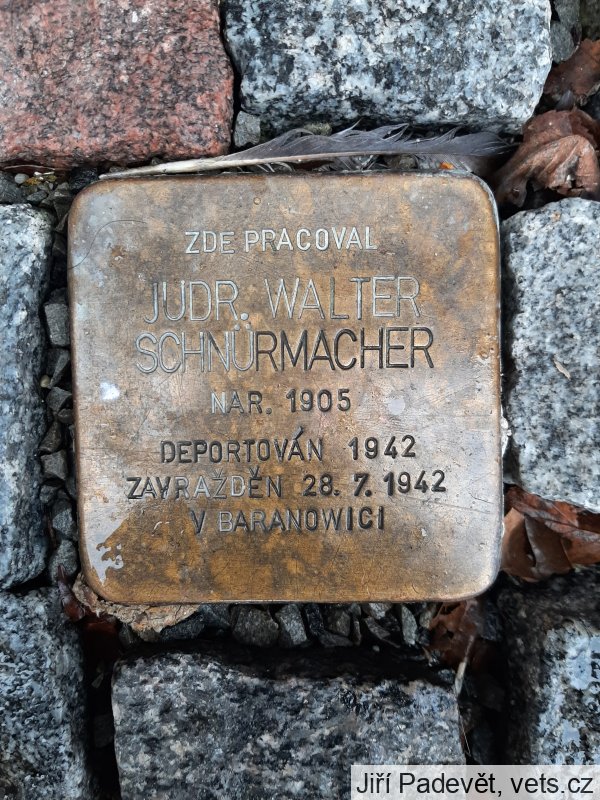 ZDE PRACOVAL
JUDR. WALTER
SCHNÜRMACHER
NAR. 1905
DEPORTOVÁN 1942
ZAVRAŽDĚN 28. 7. 1942
V BARANOWICI
Jiří Padevět, vets.cz